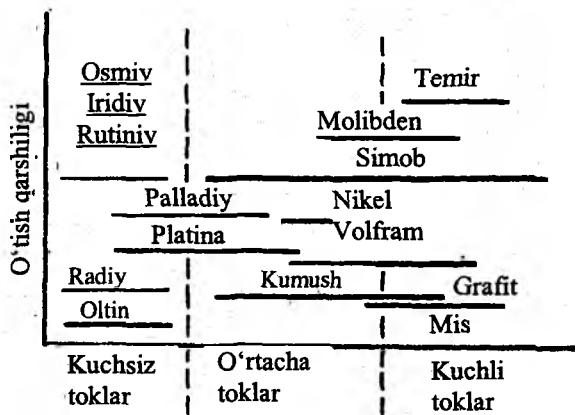 O‘tish qarshiligi
Osmiv
Iridiv
Rutiniv
Temir
Molibden
Simob
Palladiy
Nikel
Platina
Volfram
Radiy
Kumush
Grafit
Oltin
Mis
Kuchsiz
toklar
O‘rtacha
toklar
Kuchli
toklar